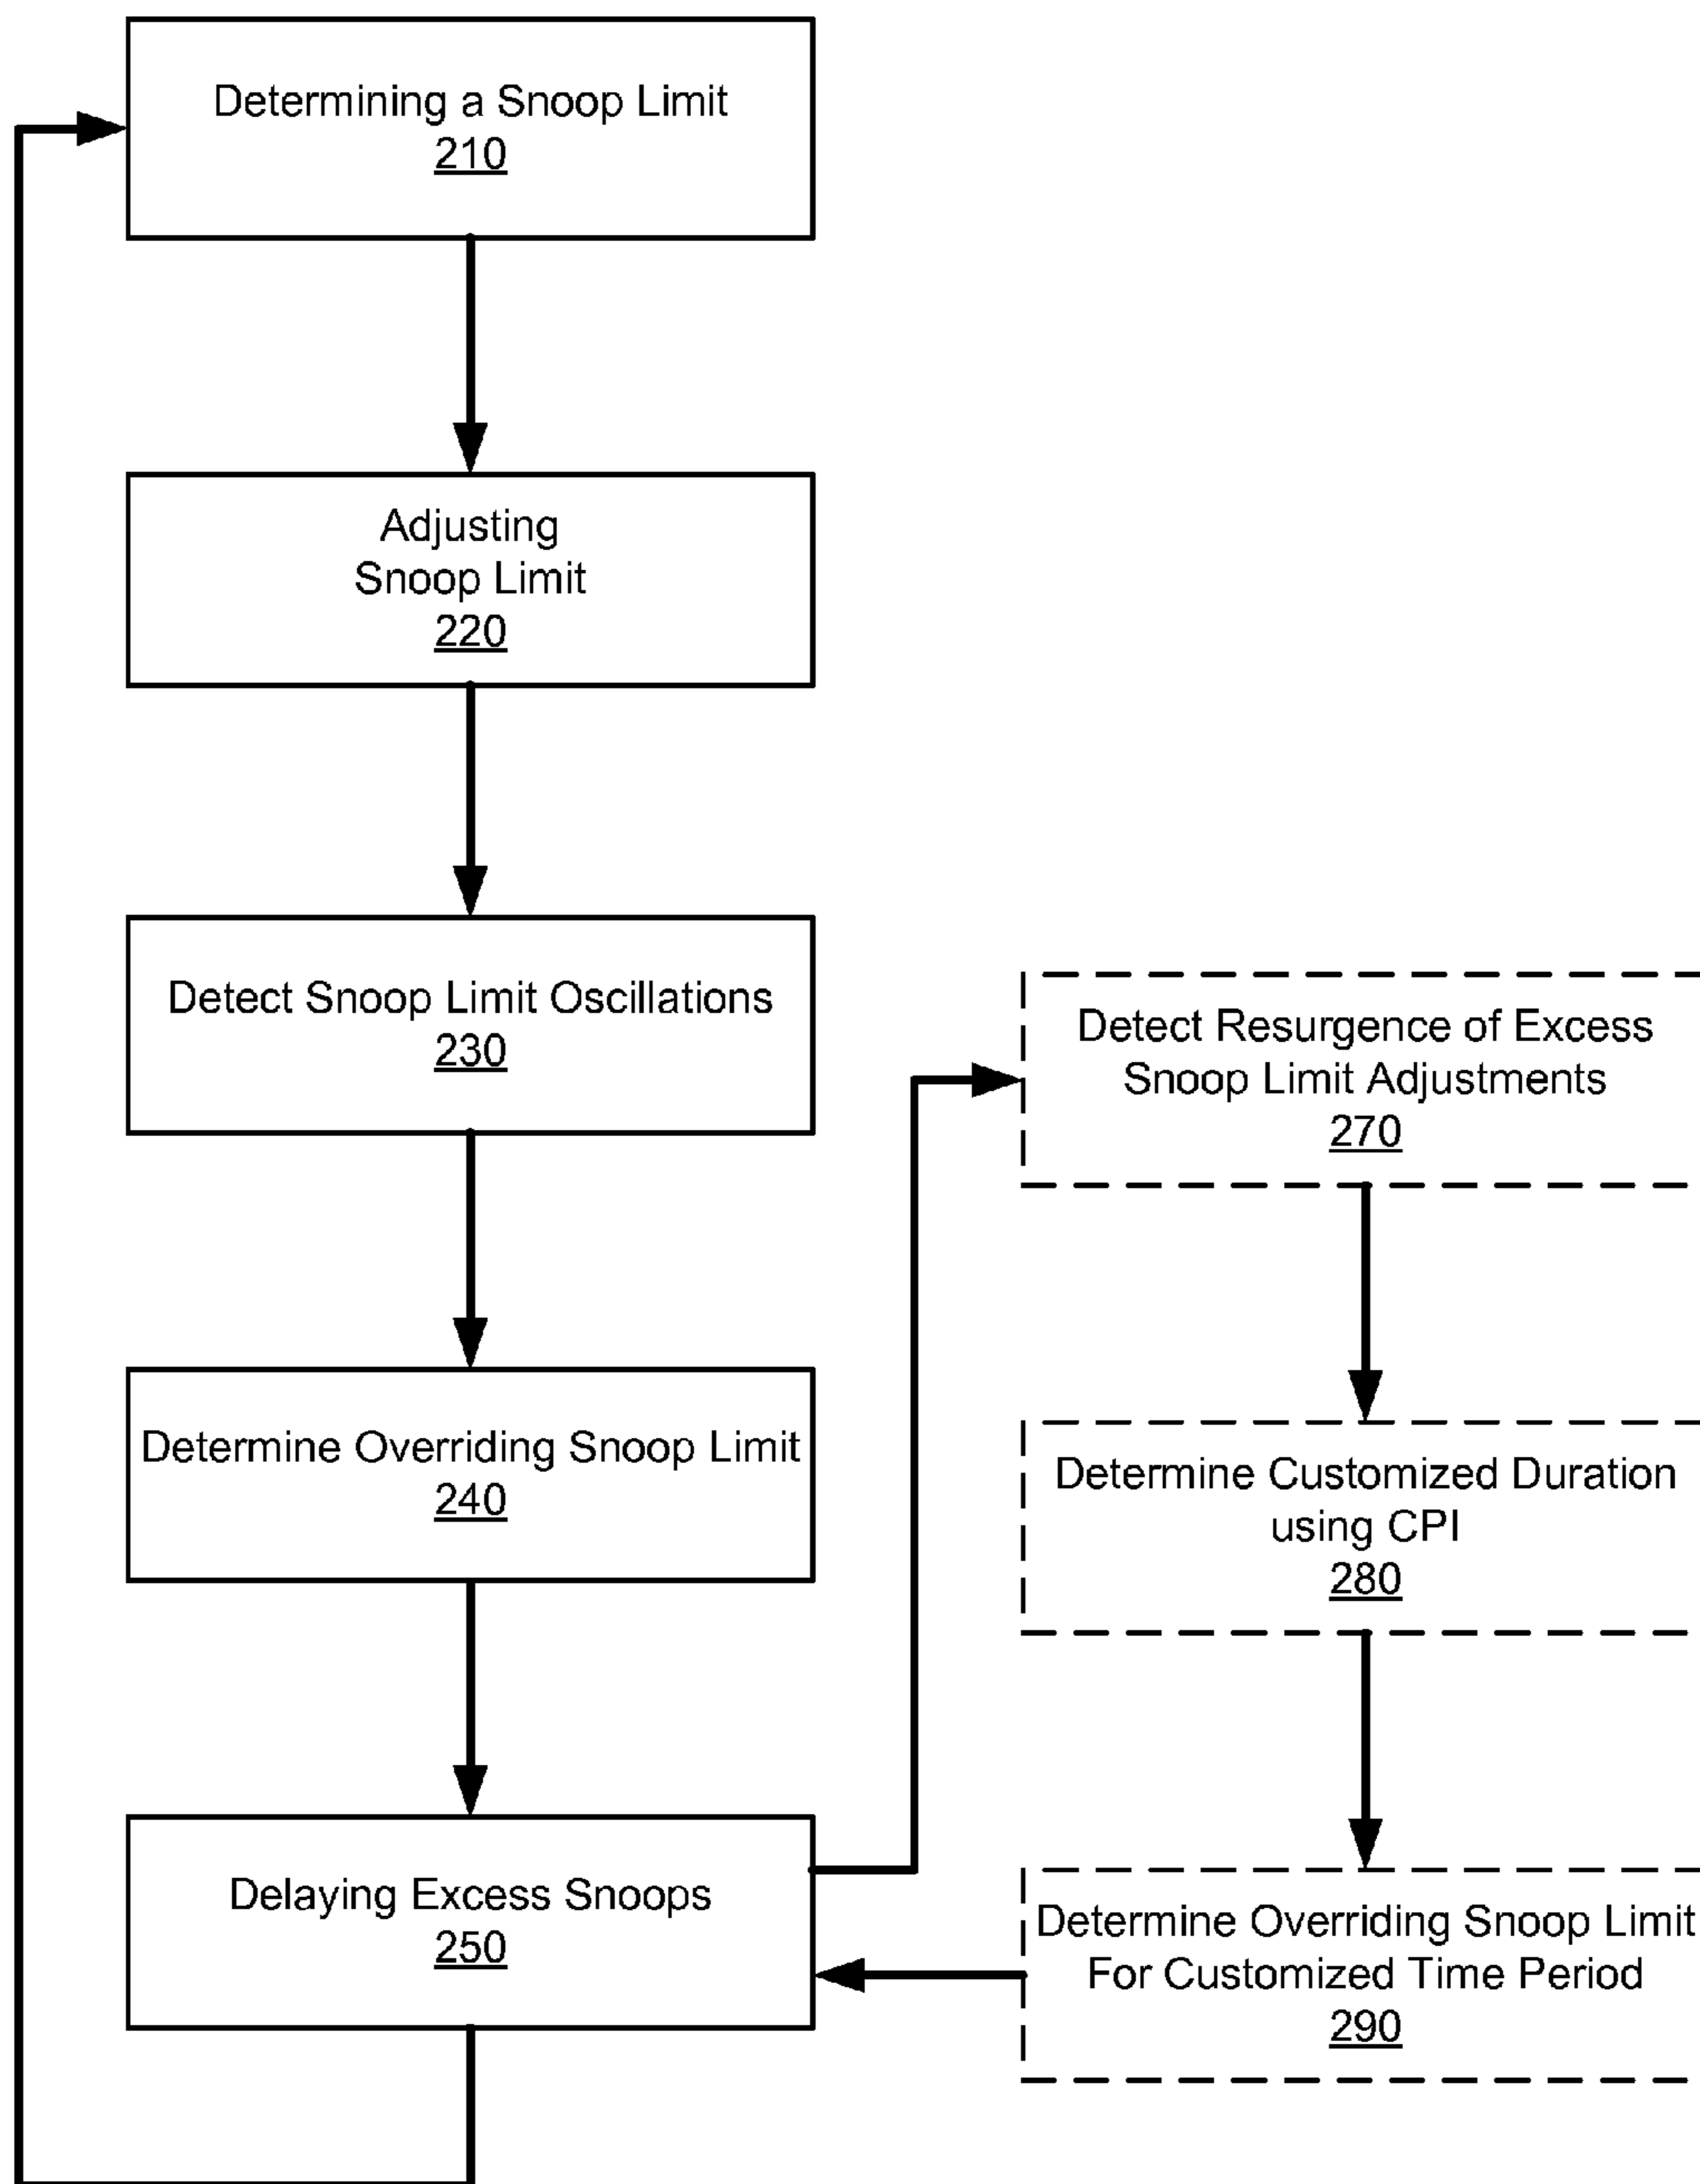 Determining a Snoop Limit
210
Adjusting
Snoop Limit
220
Detect Snoop Limit Oscillations
230
Determine Overriding Snoop Limit
240
Delaying Excess Snoops
250
Detect Resurgence of Excess
Snoop Limit Adjustments
270
Determine Customized Duration
using CPI
280
Determine Overriding Snoop Limit
For Customized Time Period
290